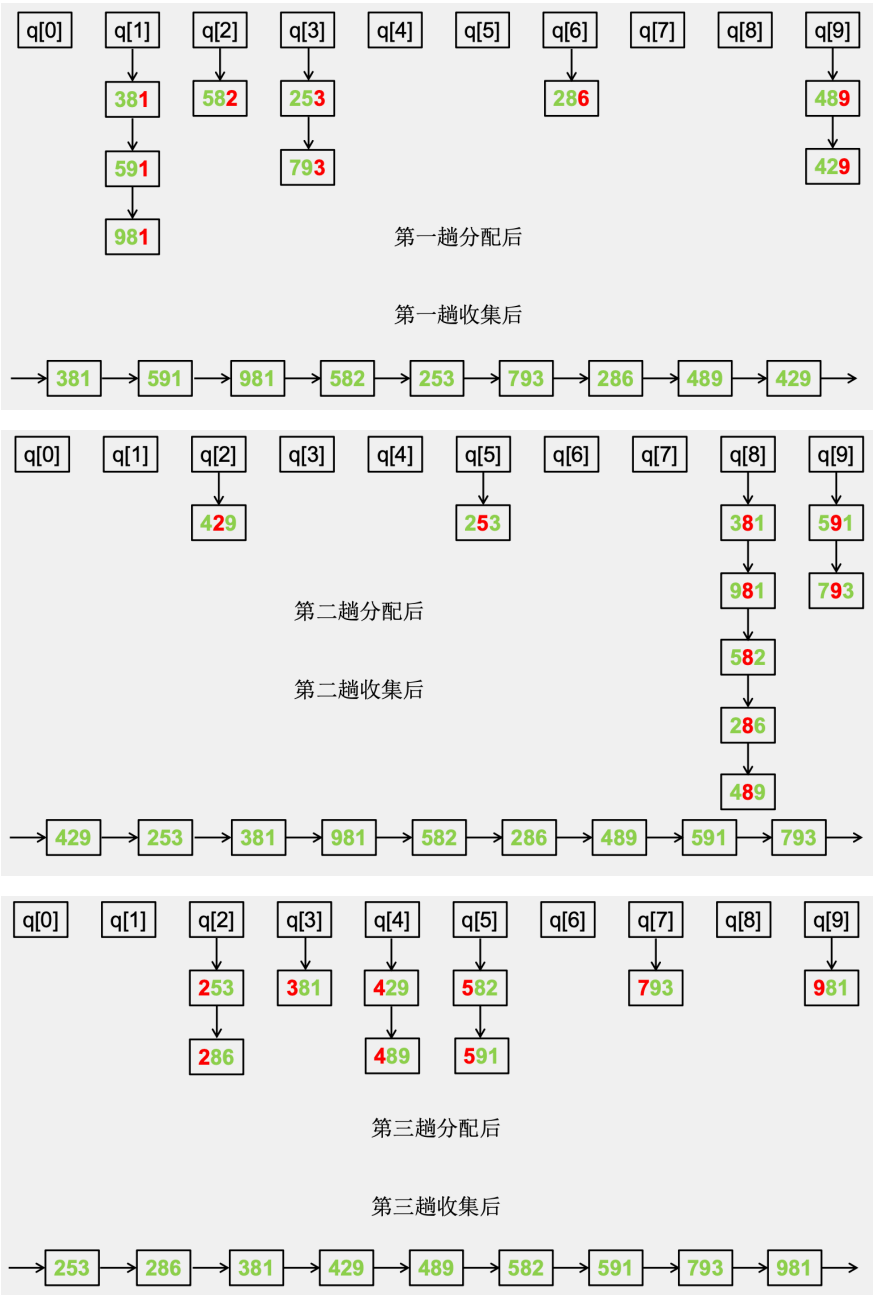 q[0] q[1] q[2] q[3] q[4] q[5] q[6] q[7] q[8] q[9]
381 582 253 286 489
591 793 429
981
第一趟分配后
第一趟收集后
381 591 981 582 253 793 286 489 429
q[0] q[1] q[2] q[3] q[4] q[5] q[6] q[7] q[8] q[9]
429 253 381 591
981 793
第二趟分配后
582
第二趟收集后
286
489
429 253 381 981 582 286 489 591 793
q[0] q[1] q[2] q[3] q[4] q[5] q[6] q[7] q[8] q[9]
253 381 429 582 793 981
286 489 591
第三趟分配后
第三趟收集后
253 286 381 429 489 582 591 793 981